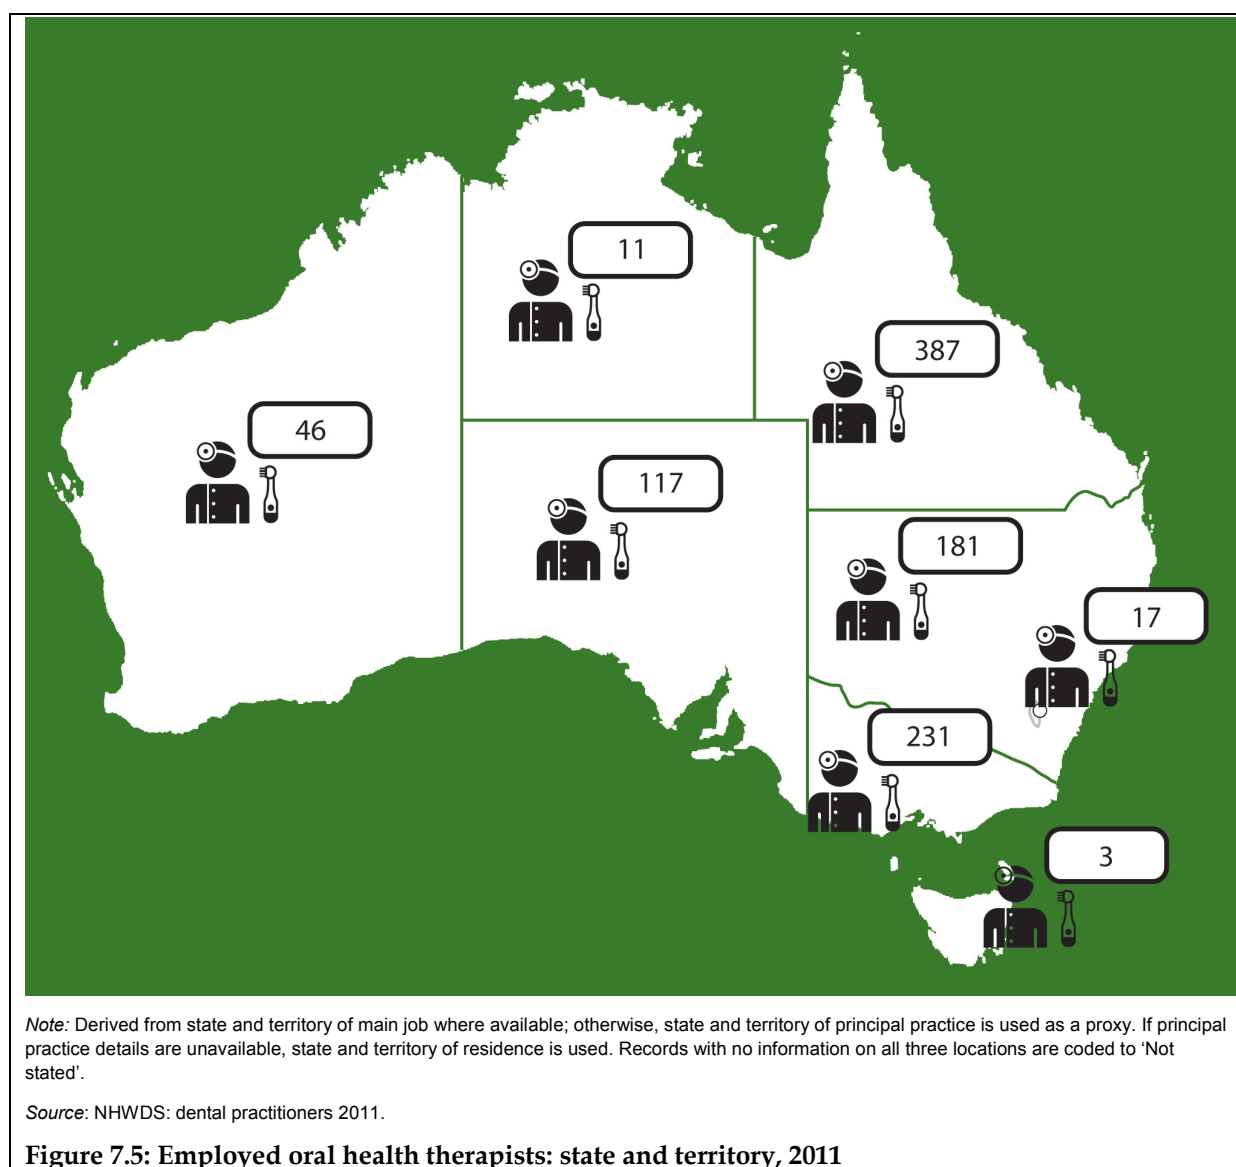 11
387
46
117
181
17
231
3
Note: Derived from state and territory of main job where available; otherwise, state and territory of principal practice is used as a proxy. If principal
practice details are unavailable, state and territory of residence is used. Records with no information on all three locations are coded to ‘Not
stated’.
Source: NHWDS: dental practitioners 2011.
Figure 7.5: Employed oral health therapists: state and territory, 2011